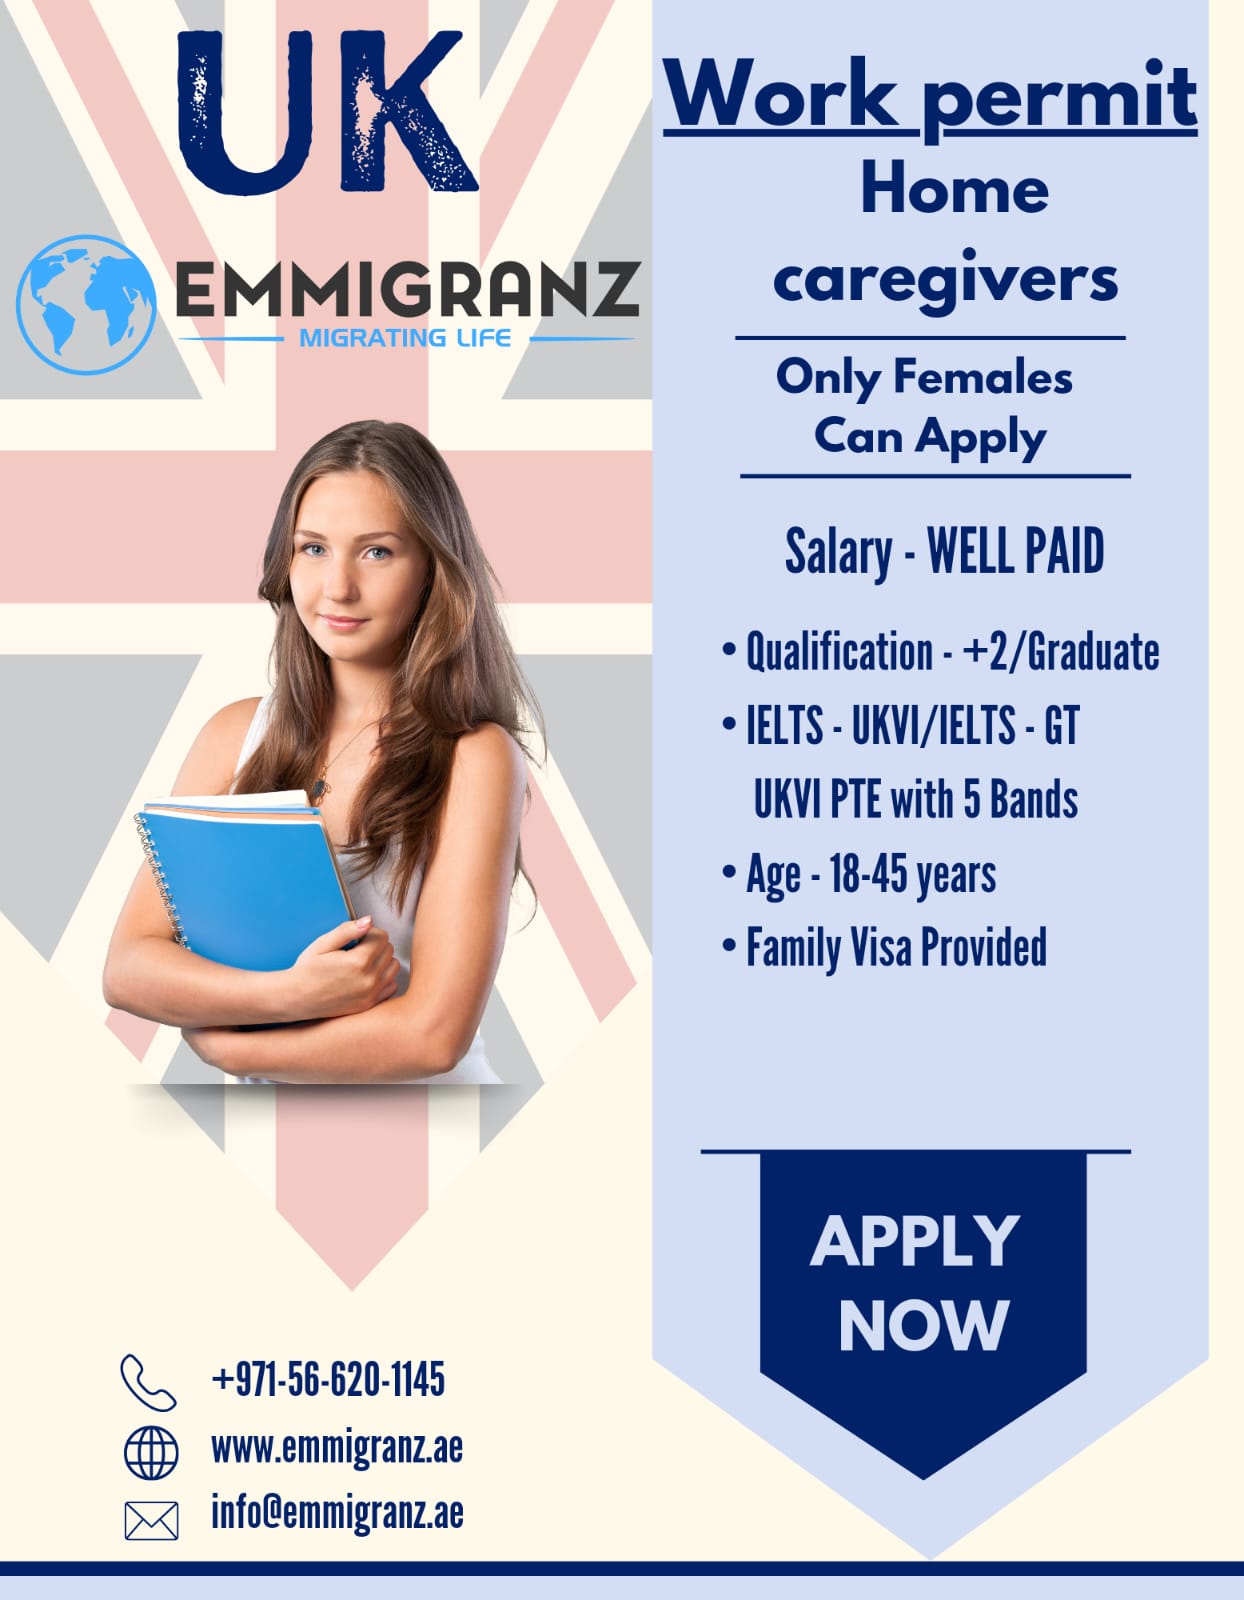 UK
EMMIGRANZ
MIGRATING LIFE
Work permit
Home
caregivers
Only Females
Can Apply
Salary - WELL PAID
• Qualification - +2/Graduate
• IELTS - UKVI/IELTS - GT
UKVI PTE with 5 Bands
• Age - 18-45 years
• Family Visa Provided
APPLY
NOW
+971-56-620-1145
www.emmigranz.ae
info@emmigranz.ae